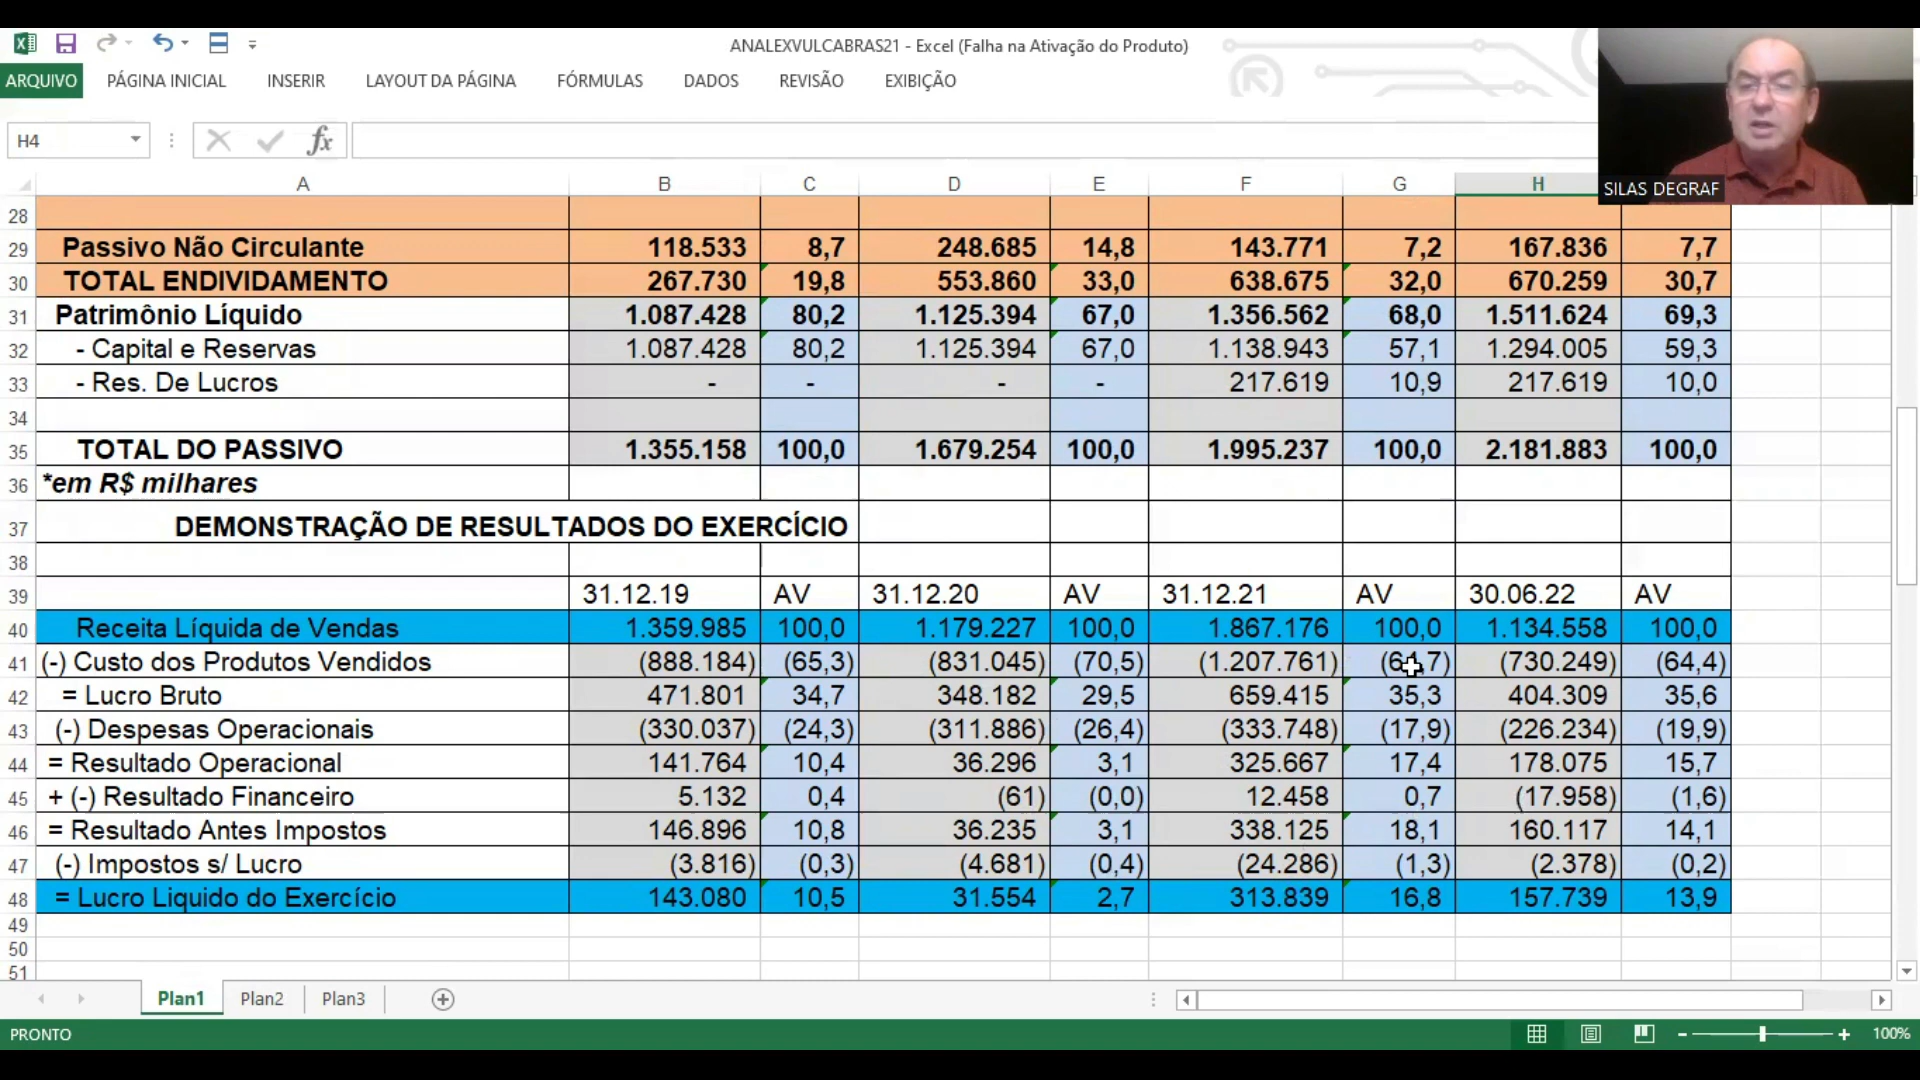 ANALEXVULCABRAS21 - Excel (Falha na Ativação do Produto)
ARQUIVO PÁGINA INICIAL INSERIR LAYOUT DA PÁGINA FÓRMULAS DADOS REVISÃO EXIBIÇÃO
H4 fx
SILAS DEGRAF
A B C D E F G H
28
29 Passivo Não Circulante 118.533 8,7 248.685 14,8 143.771 7,2 167.836 7,7
30 TOTAL ENDIVIDAMENTO 267.730 19,8 553.860 33,0 638.675 32,0 670.259 30,7
31 Patrimônio Líquido 1.087.428 80,2 1.125.394 67,0 1.356.562 68,0 1.511.624 69,3
32 - Capital e Reservas 1.087.428 80,2 1.125.394 67,0 1.138.943 57,1 1.294.005 59,3
33 - Res. De Lucros - - - - 217.619 10,9 217.619 10,0
34
35 TOTAL DO PASSIVO 1.355.158 100,0 1.679.254 100,0 1.995.237 100,0 2.181.883 100,0
36 *em R$ milhares
37 DEMONSTRAÇÃO DE RESULTADOS DO EXERCÍCIO
38
39 31.12.19 AV 31.12.20 AV 31.12.21 AV 30.06.22 AV
40 Receita Líquida de Vendas 1.359.985 100,0 1.179.227 100,0 1.867.176 100,0 1.134.558 100,0
41 (-) Custo dos Produtos Vendidos (888.184) (65,3) (831.045) (70,5) (1.207.761) (730.249) (64,4)
42 = Lucro Bruto 471.801 34,7 348.182 29,5 659.415 35,3 404.309 35,6
43 (-) Despesas Operacionais (330.037) (24,3) (311.886) (26,4) (333.748) (17,9) (226.234) (19,9)
44 = Resultado Operacional 141.764 10,4 36.296 3,1 325.667 17,4 178.075 15,7
45 + (-) Resultado Financeiro 5.132 0,4 (61) (0,0) 12.458 0,7 (17.958) (1,6)
46 = Resultado Antes Impostos 146.896 10,8 36.235 3,1 338.125 18,1 160.117 14,1
47 (-) Impostos s/ Lucro (3.816) (0,3) (4.681) (0,4) (24.286) (1,3) (2.378) (0,2)
48 = Lucro Liquido do Exercício 143.080 10,5 31.554 2,7 313.839 16,8 157.739 13,9
49
50
51
Plan1 Plan2 Plan3
PRONTO 100%